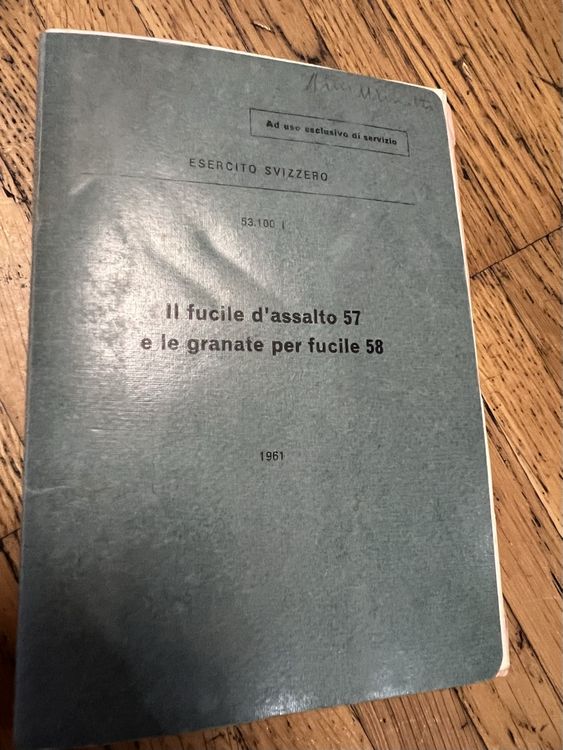 Ad uso esclusivo di servizio
ESERCITO SVIZZERO
53.100 I
Il fucile d'assalto 57
e le granate per fucile 58
1961